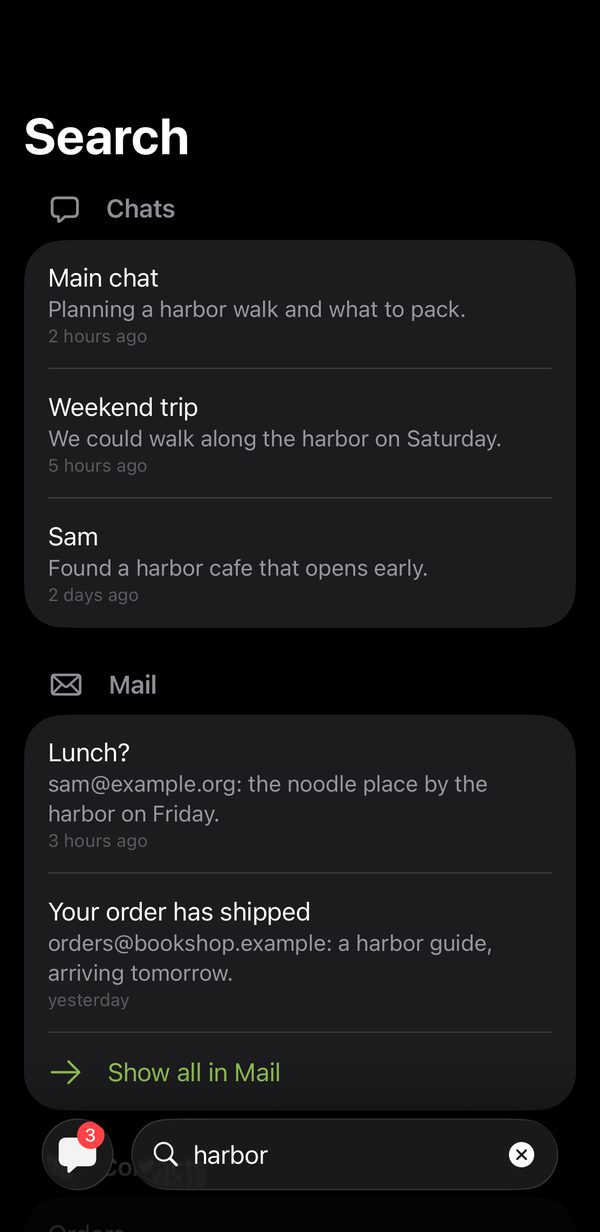 Search
Chats
Main chat
Planning a harbor walk and what to pack.
2 hours ago
Weekend trip
We could walk along the harbor on Saturday.
5 hours ago
Sam
Found a harbor cafe that opens early.
2 days ago
Mail
Lunch?
sam@example.org: the noodle place by the
harbor on Friday.
3 hours ago
Your order has shipped
orders@bookshop.example: a harbor guide,
arriving tomorrow.
yesterday
Show all in Mail
3
harbor
Orders